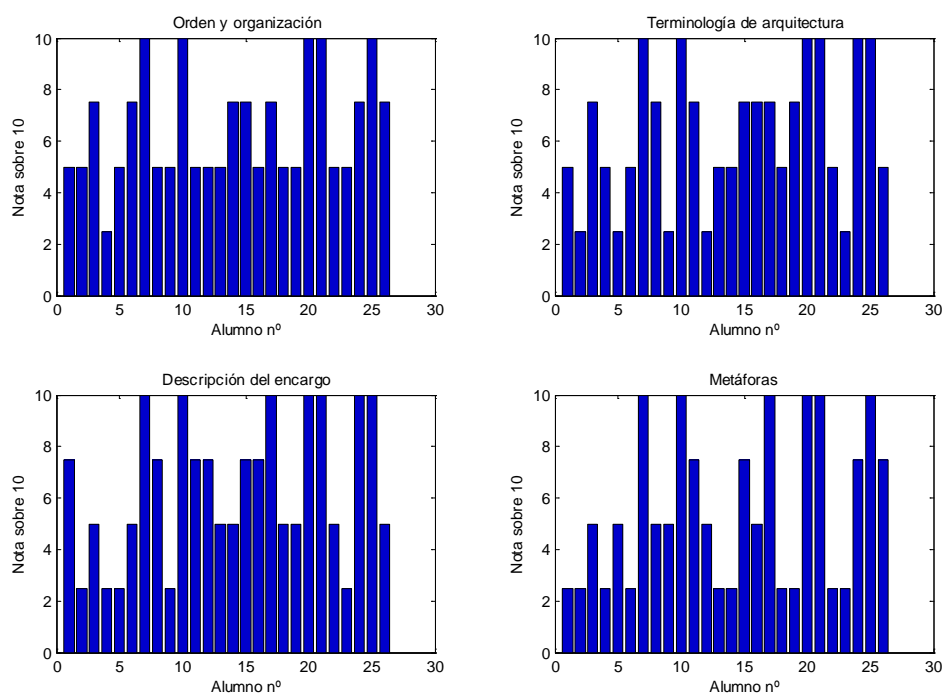 Orden y organización
10
8
6
4
2
0
Nota sobre 10
0 5 10 15 20 25 30
Alumno nº
Terminología de arquitectura
10
8
6
4
2
0
Nota sobre 10
0 5 10 15 20 25 30
Alumno nº
Descripción del encargo
10
8
6
4
2
0
Nota sobre 10
0 5 10 15 20 25 30
Alumno nº
Metáforas
10
8
6
4
2
0
Nota sobre 10
0 5 10 15 20 25 30
Alumno nº